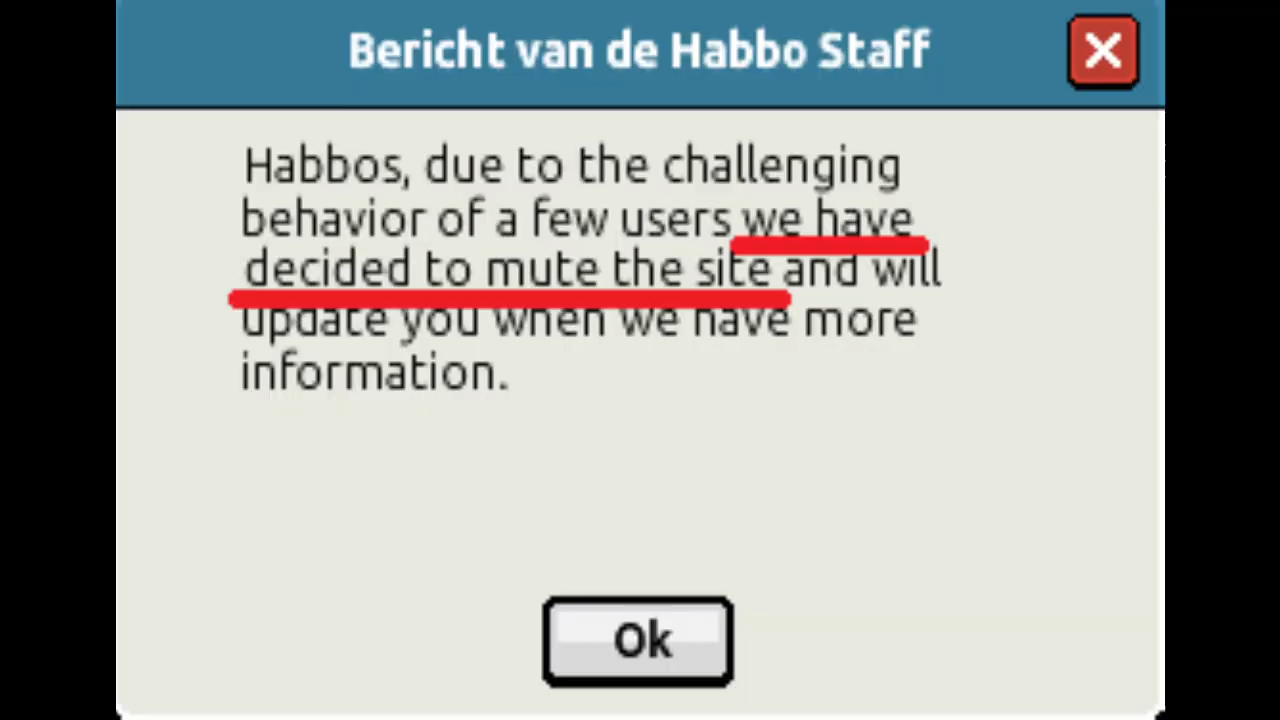 Bericht van de Habbo Staff
Habbos, due to the challenging
behavior of a few users we have
decided to mute the site and will
update you when we have more
information.
Ok